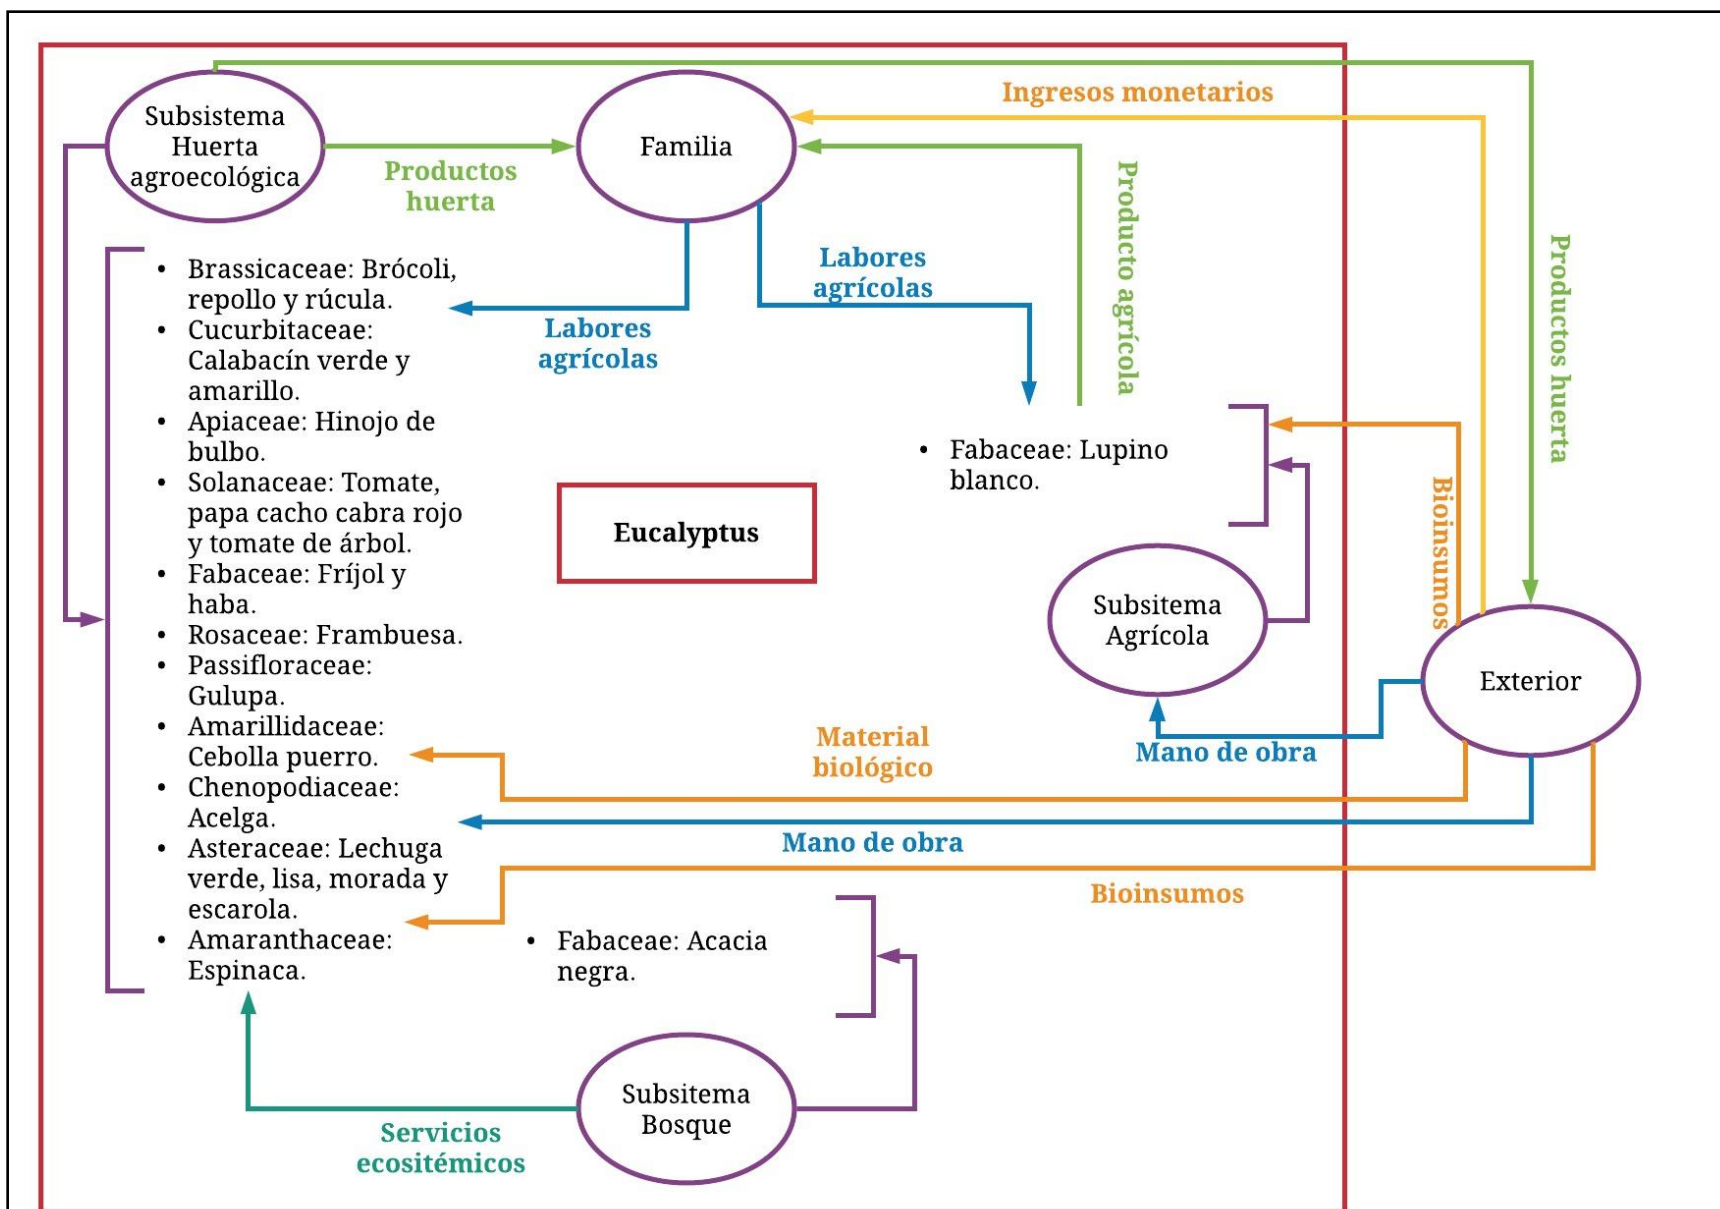 Subsistema
Huerta
agroecológica
Productos
huerta
Familia
Ingresos monetarios
Labores
agrícolas
Labores
agrícolas
Producto agrícola
Productos huerta
• Brassicaceae: Brócoli,
repollo y rúcula.
• Cucurbitaceae:
Calabacín verde y
amarillo.
• Apiaceae: Hinojo de
bulbo.
• Solanaceae: Tomate,
papa cacho cabra rojo
y tomate de árbol.
• Fabaceae: Fríjol y
haba.
• Rosaceae: Frambuesa.
• Passifloraceae:
Gulupa.
• Amarillidaceae:
Cebolla puerro.
• Chenopodiaceae:
Acelga.
• Asteraceae: Lechuga
verde, lisa, morada y
escarola.
• Amaranthaceae:
Espinaca.
Eucalyptus
• Fabaceae: Lupino
blanco.
Bioinsumos
Subsitema
Agrícola
Exterior
Mano de obra
Material
biológico
Mano de obra
Bioinsumos
• Fabaceae: Acacia
negra.
Subsitema
Bosque
Servicios
ecositémicos